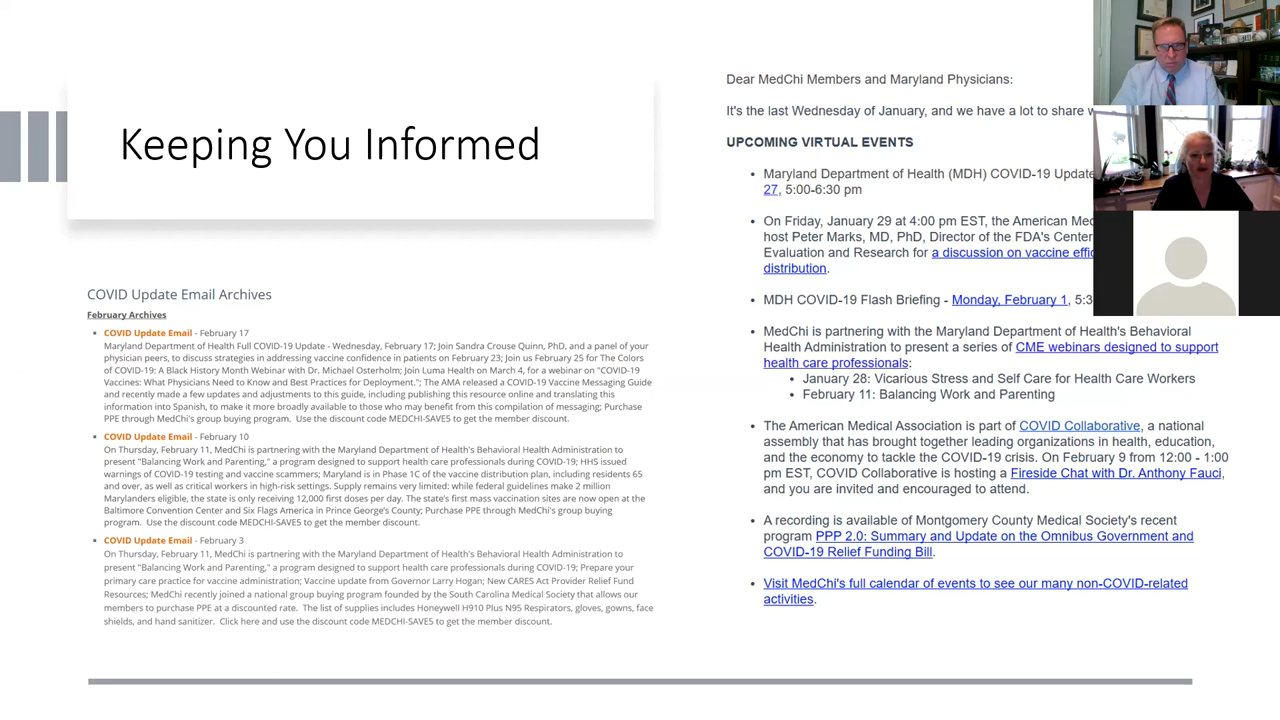 Keeping You Informed
COVID Update Email Archives
February Archives
COVID Update Email - February 17
Maryland Department of Health Full COVID-19 Update - Wednesday, February 17; Join Sandra Crouse Quinn, PhD, and a panel of your
physician peers, to discuss strategies in addressing vaccine confidence in patients on February 23; Join us February 25 for The Colors
of COVID: A Black History Month Webinar with Dr. Michael Osterholm; Join Luma Health on March 4, for a webinar on "COVID-19
Vaccines: What Physicians Need to Know and Best Practices for Deployment."; The AMA released a COVID-19 Vaccine Messaging Guide
and recently made a few updates and adjustments to this guide, including publishing this resource online and translating this
information into Spanish, to make it more broadly available to those who may benefit from this compilation of messaging; Purchase
PPE through MedChi's group buying program. Use the discount code MEDCHI-SAVE5 to get the member discount.
COVID Update Email - February 10
On Thursday, February 11, MedChi is partnering with the Maryland Department of Health's Behavioral Health Administration to
present "Balancing Work and Parenting," a program designed to support health care professionals during COVID-19; HHS issued
warnings of COVID-19 testing and vaccine scammers; Maryland is in Phase 1C of the vaccine distribution plan, including residents 65
and over, as well as critical workers in high-risk settings. Supply remains very limited: while federal guidelines make 2 million
Marylanders eligible, the state is only receiving 12,000 first doses per day. The state's first mass vaccination sites are now open at the
Baltimore Convention Center and Six Flags America in Prince George's County; Purchase PPE through MedChi's group buying
program. Use the discount code MEDCHI-SAVE5 to get the member discount.
COVID Update Email - February 3
On Thursday, February 11, MedChi is partnering with the Maryland Department of Health's Behavioral Health Administration to
present "Balancing Work and Parenting," a program designed to support health care professionals during COVID-19; Prepare your
primary care practice for vaccine administration; Vaccine update from Governor Larry Hogan; New CARES Act Provider Relief Fund
Resources; MedChi recently joined a national group buying program founded by the South Carolina Medical Society that allows our
members to purchase PPE at a discounted rate. The list of supplies includes Honeywell H910 Plus N95 Respirators, gloves, gowns, face
shields, and hand sanitizer. Click here and use the discount code MEDCHI-SAVE5 to get the member discount.
Dear MedChi Members and Maryland Physicians:
It's the last Wednesday of January, and we have a lot to share
UPCOMING VIRTUAL EVENTS
Maryland Department of Health (MDH) COVID-19 Update
27, 5:00-6:30 pm
On Friday, January 29 at 4:00 pm EST, the American
host Peter Marks, MD, PhD, Director of the FDA's Center
Evaluation and Research for a discussion on vaccine
distribution.
MDH COVID-19 Flash Briefing - Monday, February 1,
MedChi is partnering with the Maryland Department of Health's Behavioral
Health Administration to present a series of CME webinars designed to support
health care professionals:
January 28: Vicarious Stress and Self Care for Health Care Workers
February 11: Balancing Work and Parenting
The American Medical Association is part of COVID Collaborative, a national
assembly that has brought together leading organizations in health, education,
and the economy to tackle the COVID-19 crisis. On February 9 from 12:00 - 1:00
pm EST, COVID Collaborative is hosting a Fireside Chat with Dr. Anthony Fauci,
and you are invited and encouraged to attend.
A recording is available of Montgomery County Medical Society's recent
program PPP 2.0: Summary and Update on the Omnibus Government and
COVID-19 Relief Funding Bill.
Visit MedChi's full calendar of events to see our many non-COVID-related
activities.